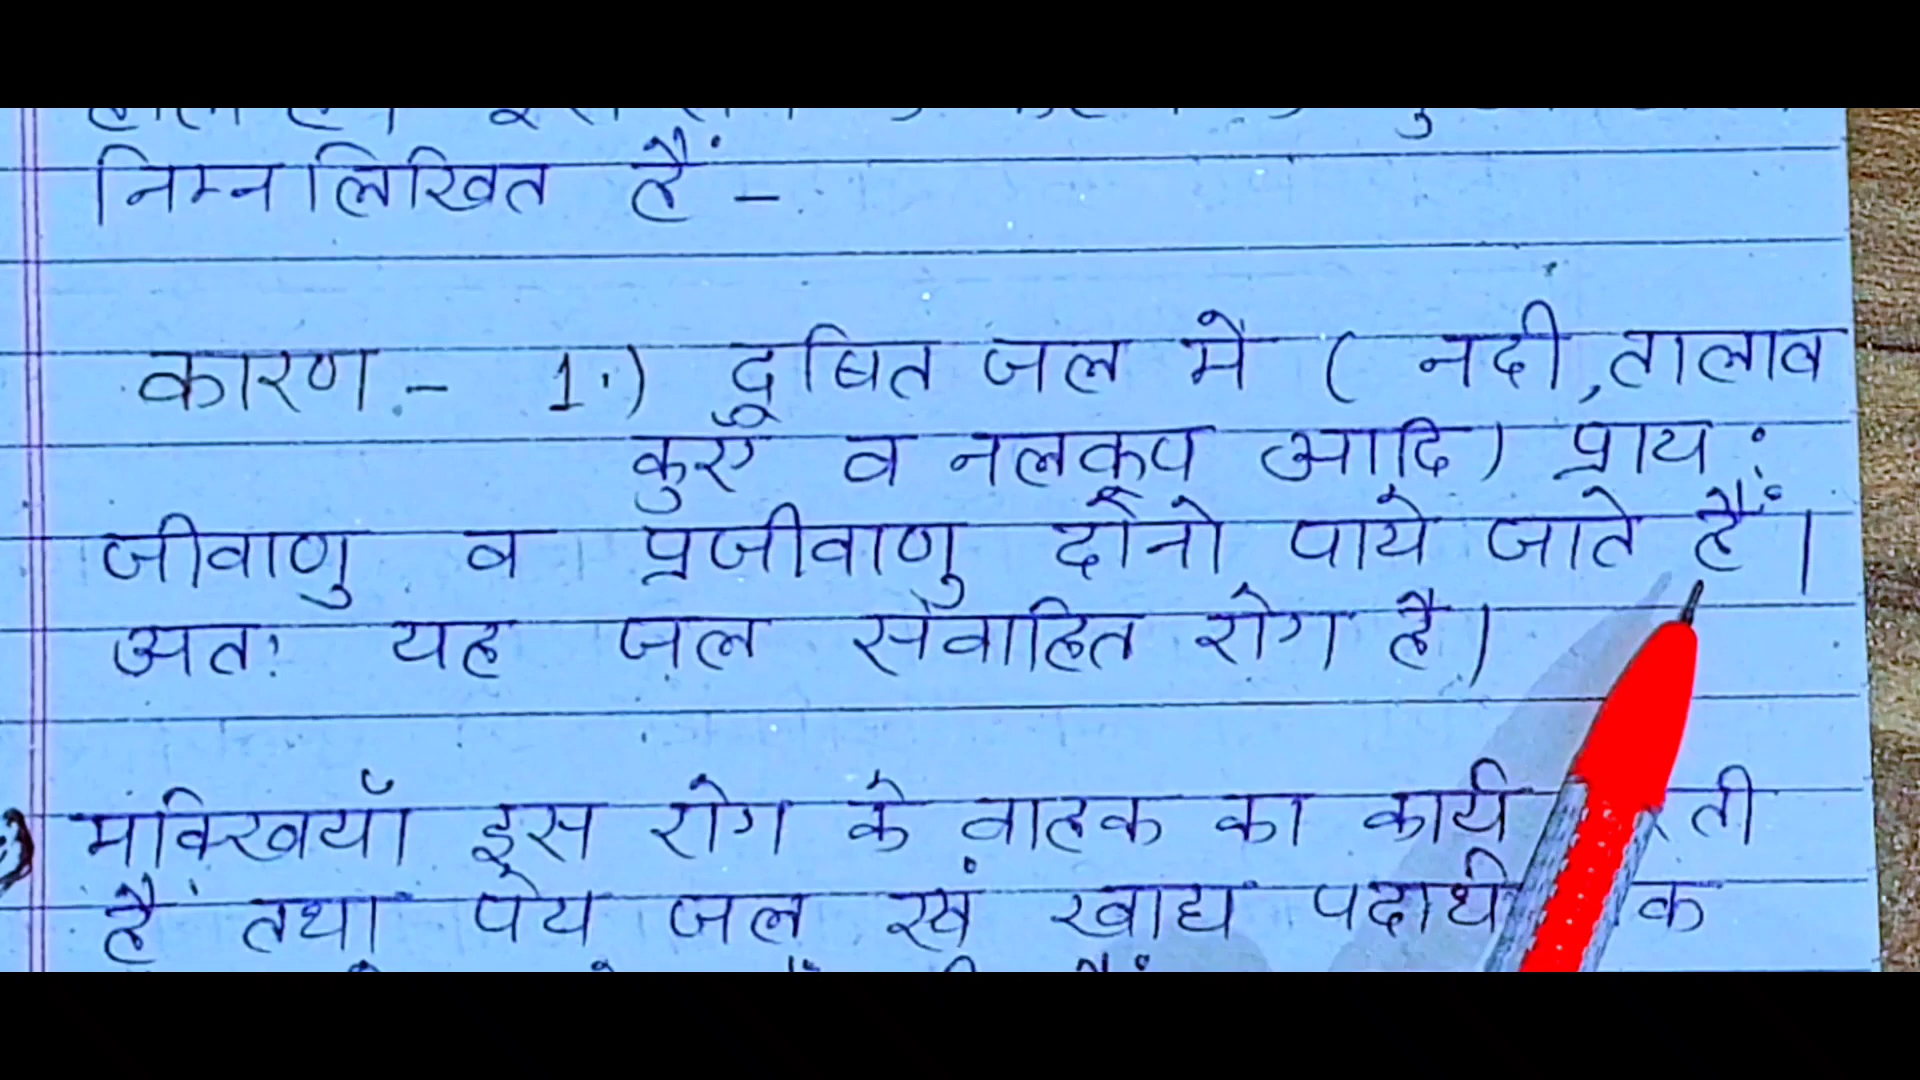 निम्नलिखित हैं -
कारण - 1.) दूषित जल में ( नदी, तालाव
कुएँ व नलकूप आदि ) प्राय :
जीवाणु व प्रजीवाणु दोनो पाये जाते हैं।
अतः यह जल संवाहित रोग है।
मक्खियाँ इस रोग के वाहक का कार्य
हैं तथा पेय जल एवं खाद्य पदार्थ